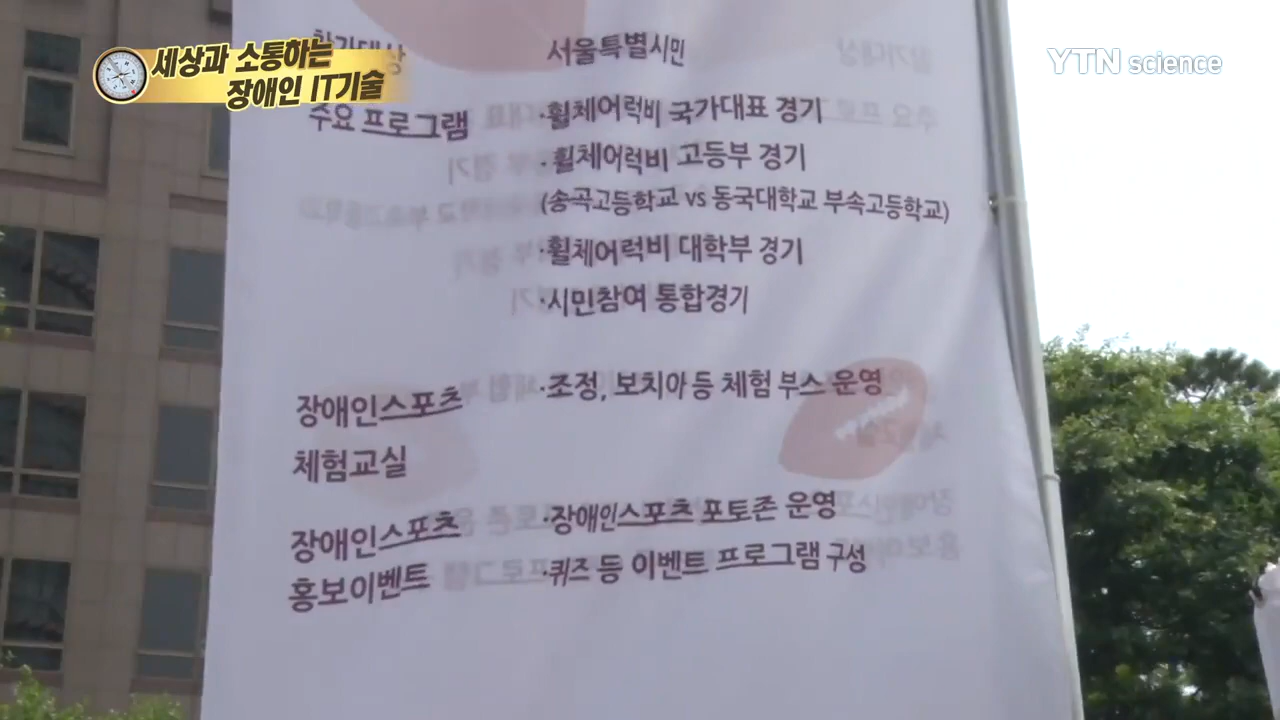 세상과 소통하는
장애인 IT기술
YTN science
참가대상 서울특별시민
주요 프로그램 ·휠체어럭비 국가대표 경기
·휠체어럭비 고등부 경기
(송곡고등학교 vs 동국대학교 부속고등학교)
·휠체어럭비 대학부 경기
·시민참여 통합경기
장애인스포츠 ·조정, 보치아 등 체험 부스 운영
체험교실
장애인스포츠 ·장애인스포츠 포토존 운영
홍보이벤트 ·퀴즈 등 이벤트 프로그램 구성